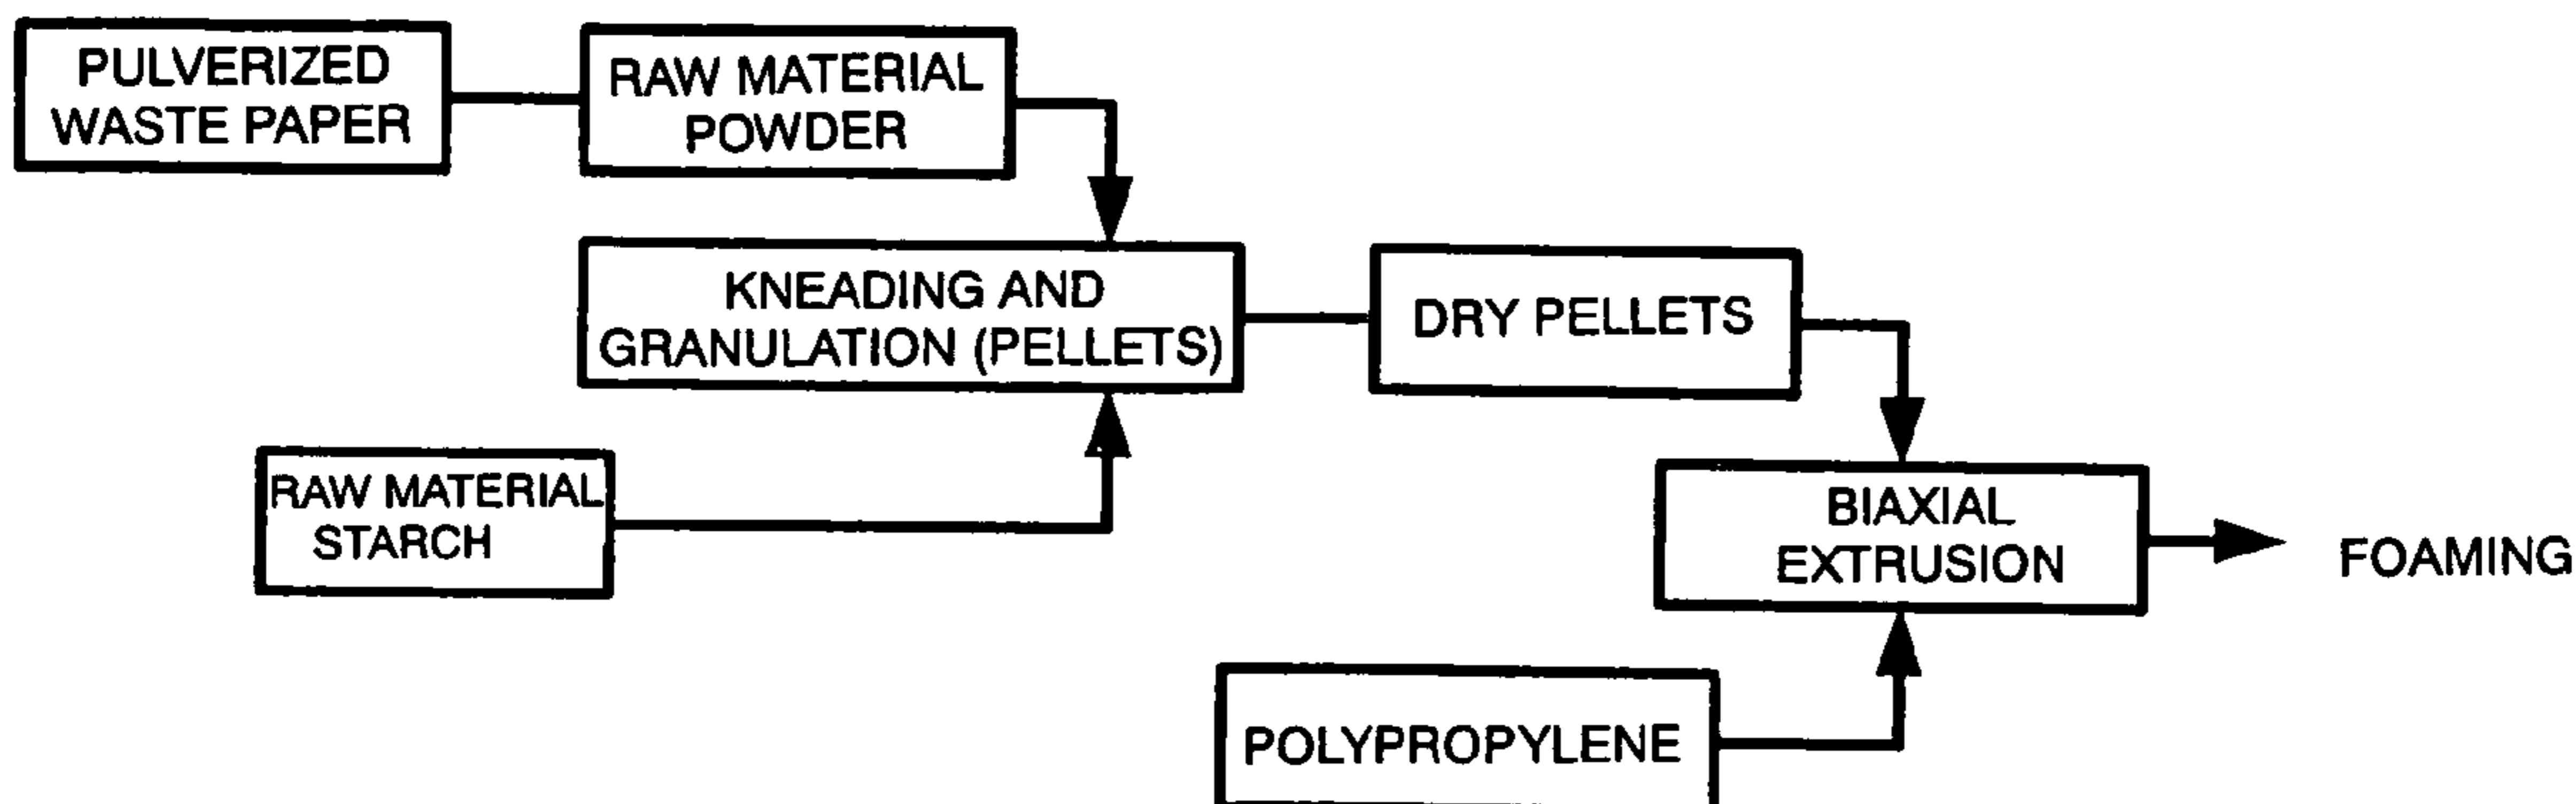 PULVERIZED
WASTE PAPER
RAW MATERIAL
POWDER
KNEADING AND
GRANULATION (PELLETS)
DRY PELLETS
RAW MATERIAL
STARCH
BIAXIAL
EXTRUSION
FOAMING
POLYPROPYLENE